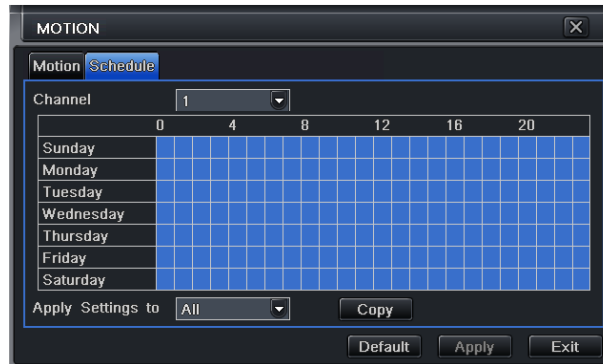 MOTION
Motion Schedule
Channel 1
0 4 8 12 16 20
Sunday
Monday
Tuesday
Wednesday
Thursday
Friday
Saturday
Apply Settings to All Copy
Default Apply Exit